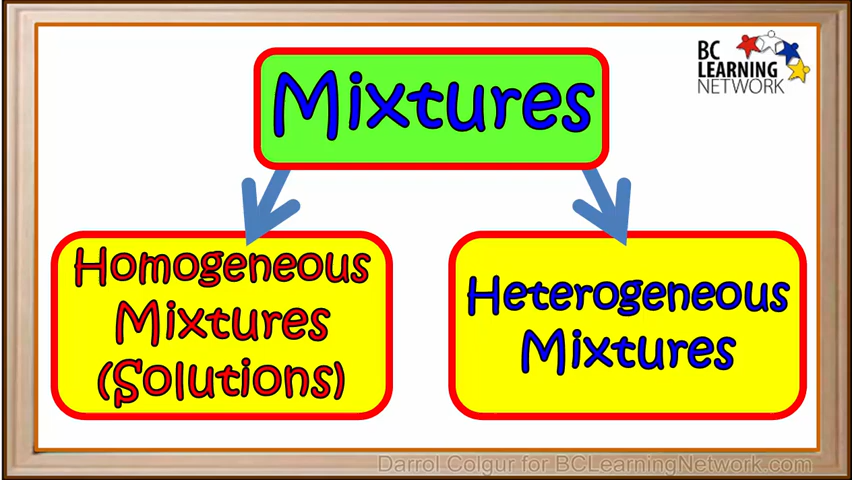 BC
LEARNING
NETWORK
Mixtures
Homogeneous
Mixtures
(Solutions)
Heterogeneous
Mixtures
Darrol Colgur for BCLearningNetwork.com